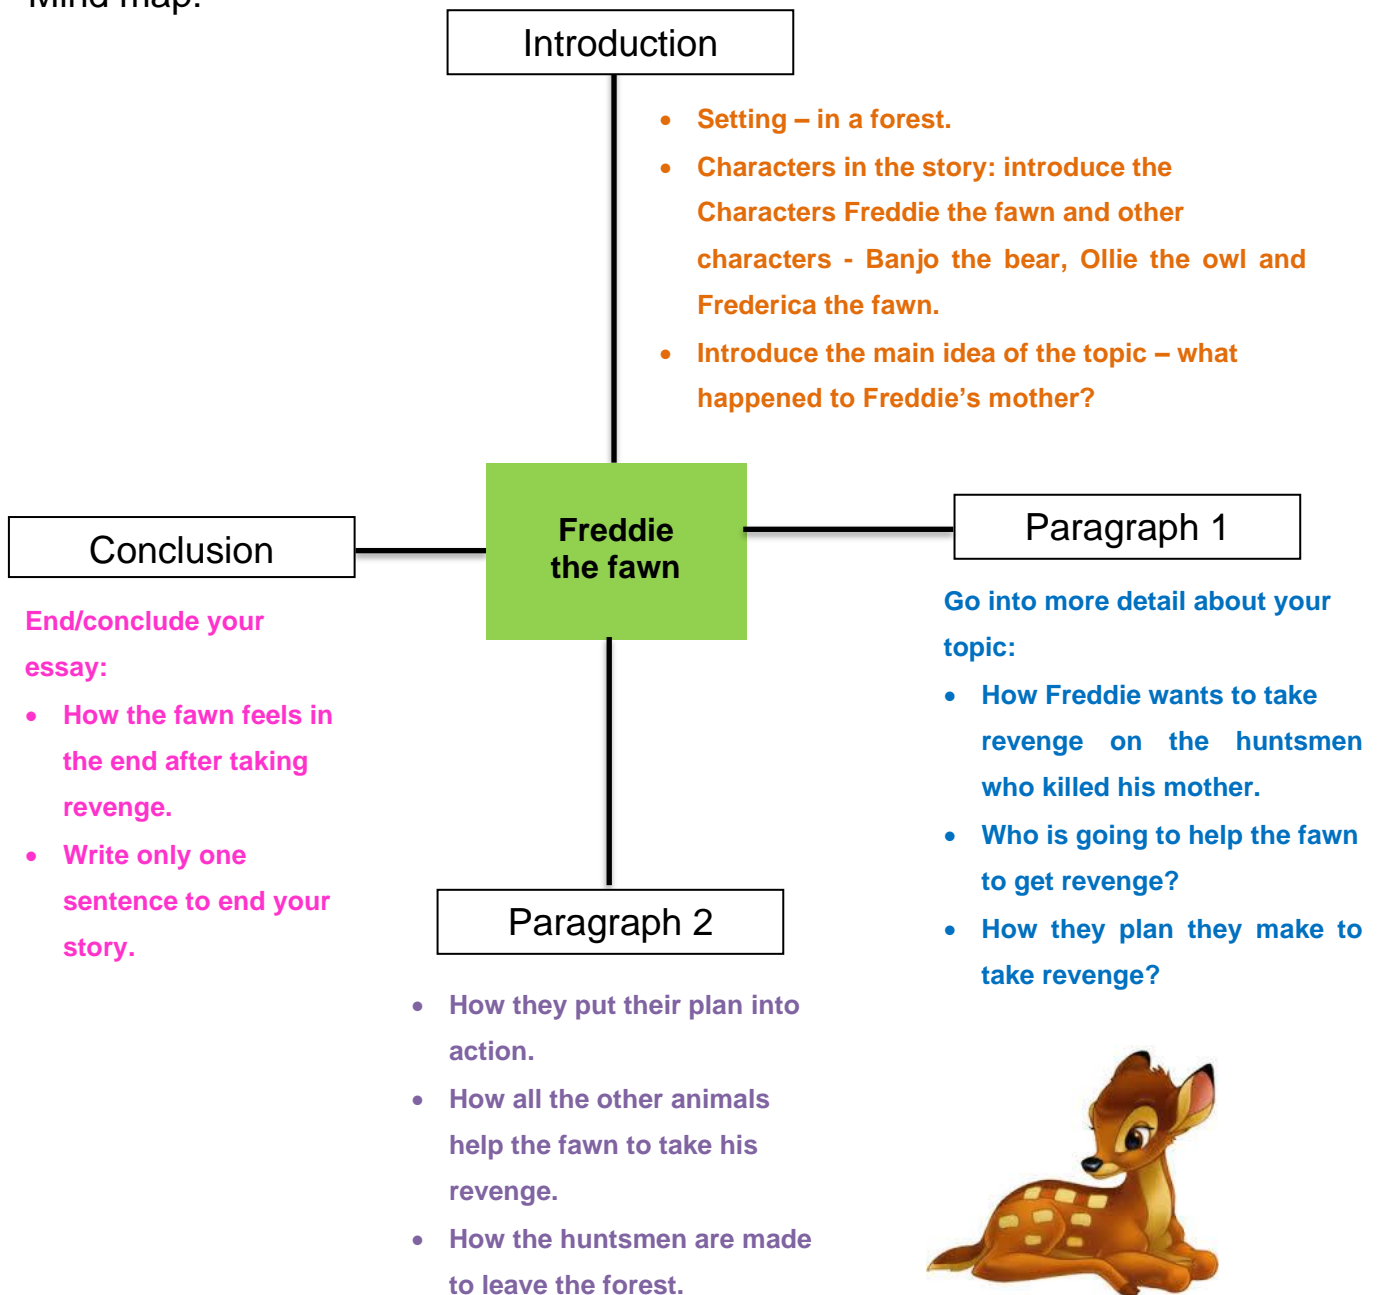 Mind map:
Introduction
• Setting – in a forest.
• Characters in the story: introduce the
Characters Freddie the fawn and other
characters - Banjo the bear, Ollie the owl and
Frederica the fawn.
• Introduce the main idea of the topic – what
happened to Freddie’s mother?
Freddie
the fawn
Paragraph 1
Go into more detail about your
topic:
• How Freddie wants to take
revenge on the huntsmen
who killed his mother.
• Who is going to help the fawn
to get revenge?
• How they plan they make to
take revenge?
Paragraph 2
• How they put their plan into
action.
• How all the other animals
help the fawn to take his
revenge.
• How the huntsmen are made
to leave the forest.
Conclusion
End/conclude your
essay:
• How the fawn feels in
the end after taking
revenge.
• Write only one
sentence to end your
story.